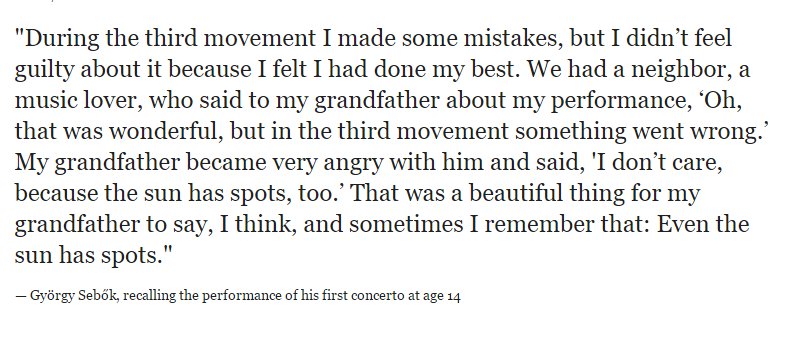 "During the third movement I made some mistakes, but I didn’t feel
guilty about it because I felt I had done my best. We had a neighbor, a
music lover, who said to my grandfather about my performance, ‘Oh,
that was wonderful, but in the third movement something went wrong.’
My grandfather became very angry with him and said, 'I don’t care,
because the sun has spots, too.’ That was a beautiful thing for my
grandfather to say, I think, and sometimes I remember that: Even the
sun has spots."
— György Sebők, recalling the performance of his first concerto at age 14